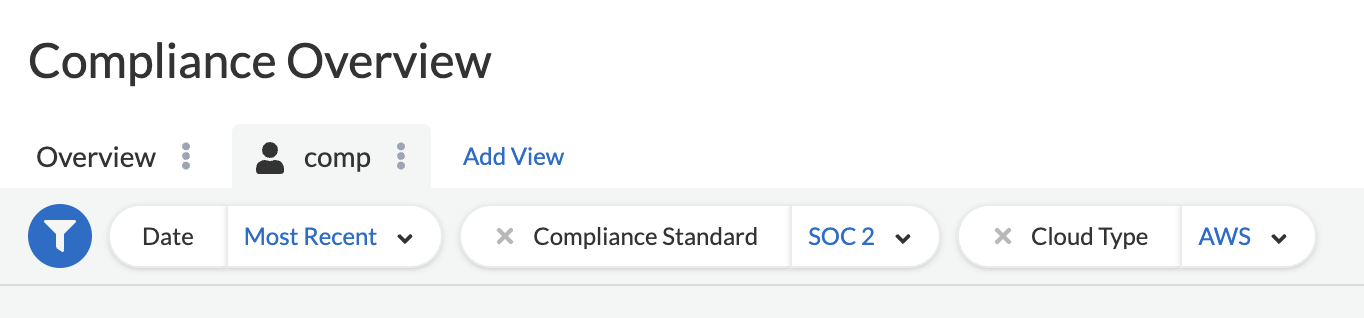 Compliance Overview
Overview comp Add View
Date Most Recent Compliance Standard SOC 2 Cloud Type AWS